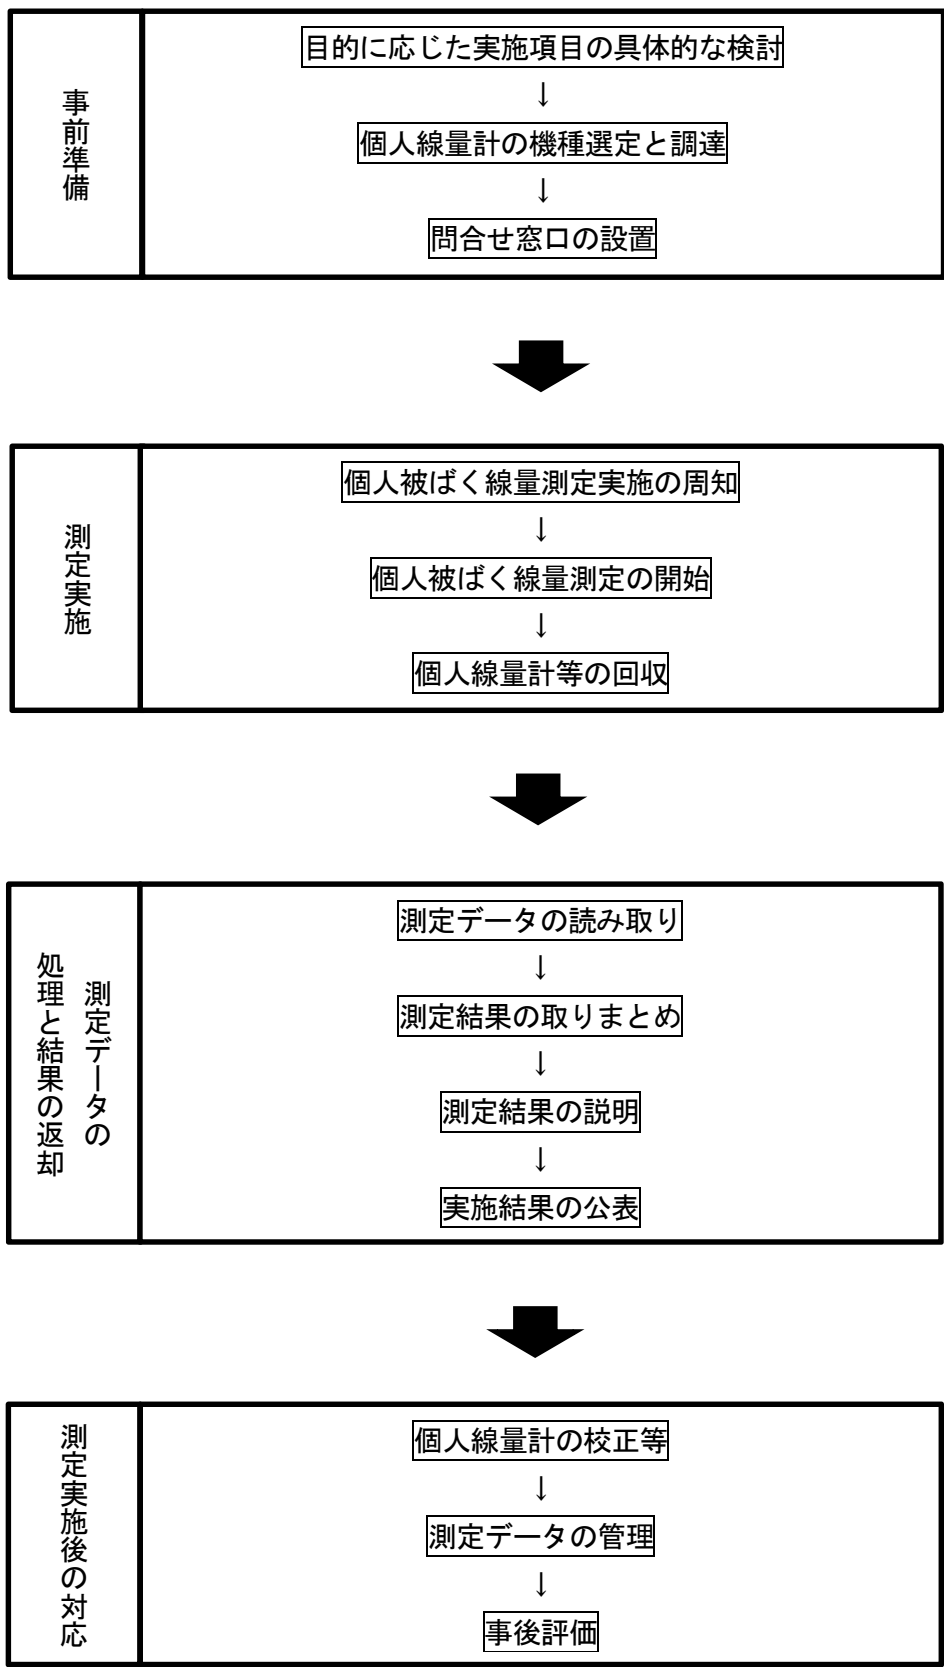 事前準備
目的に応じた実施項目の具体的な検討
↓
個人線量計の機種選定と調達
↓
問合せ窓口の設置
測定実施
個人被ばく線量測定実施の周知
↓
個人被ばく線量測定の開始
↓
個人線量計等の回収
測定データの
処理と結果の返却
測定データの読み取り
↓
測定結果の取りまとめ
↓
測定結果の説明
↓
実施結果の公表
測定実施後の対応
個人線量計の校正等
↓
測定データの管理
↓
事後評価